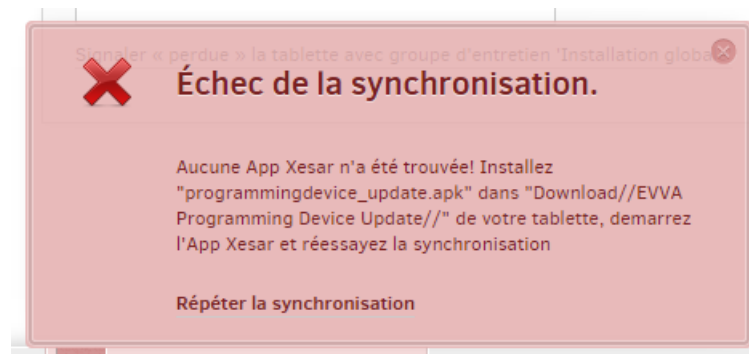 Signaler « perdue » la tablette avec groupe d'entretien 'Installation globa
Échec de la synchronisation.
Aucune App Xesar n'a été trouvée! Installez
"programmingdevice_update.apk" dans "Download//EVVA
Programming Device Update//" de votre tablette, demarrez
l'App Xesar et réessayez la synchronisation
Répéter la synchronisation